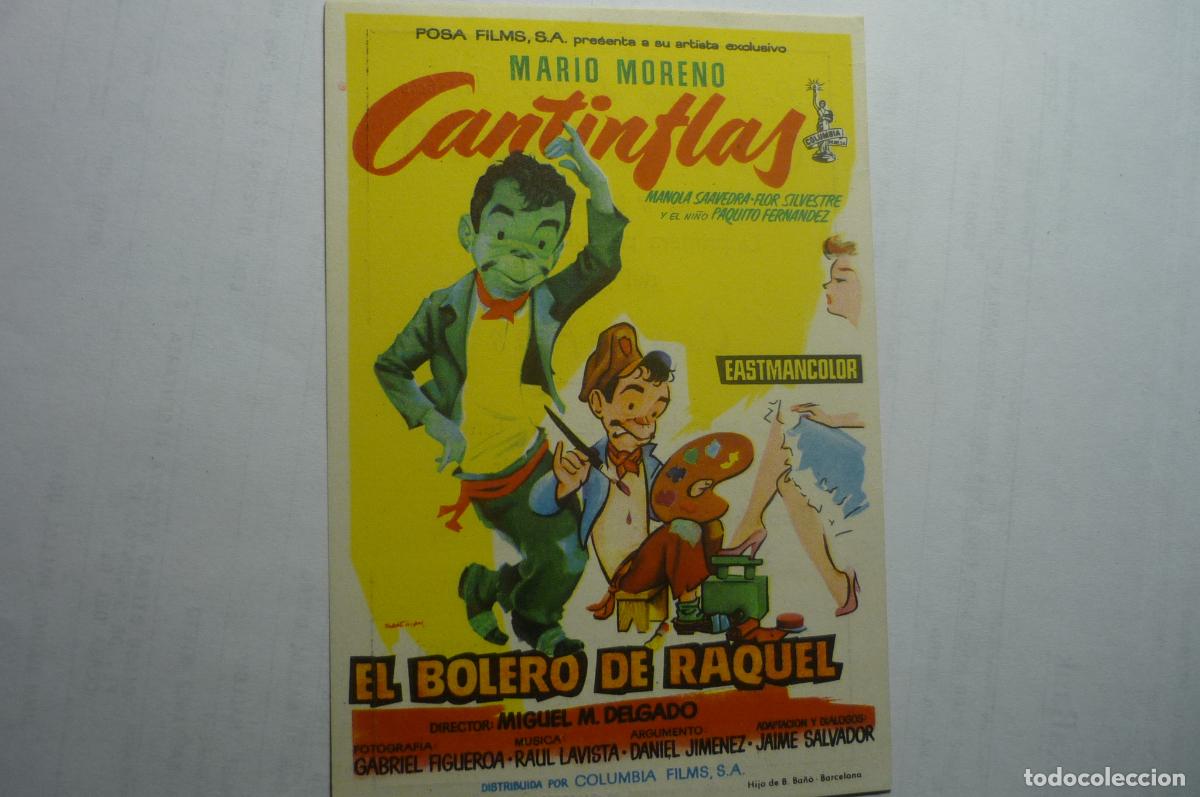 POSA FILMS, S.A. presenta a su artista exclusivo
MARIO MORENO
Cantinflas
COLUMBIA
MANOLA SAAVEDRA·FLOR SILVESTRE
Y EL NIÑO PAQUITO FERNANDEZ
EASTMANCOLOR
EL BOLERO DE RAQUEL
DIRECTOR: MIGUEL M. DELGADO
FOTOGRAFIA: MUSICA: ARGUMENTO: ADAPTACION Y DIALOGOS:
GABRIEL FIGUEROA · RAUL LAVISTA · DANIEL JIMENEZ · JAIME SALVADOR
DISTRIBUIDA POR COLUMBIA FILMS, S.A.
Hijo de B. Baño - Barcelona
todocoleccion